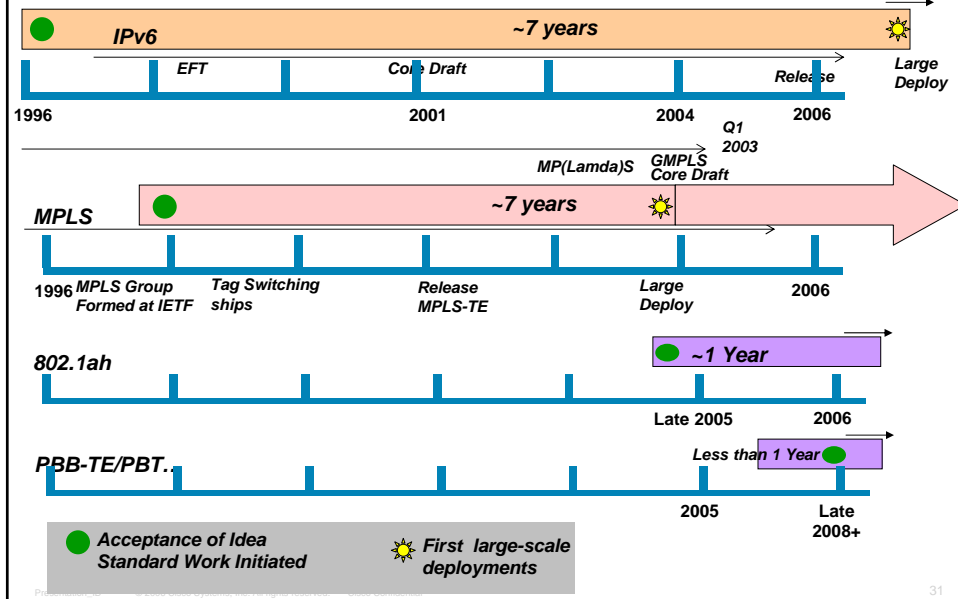 IPv6
~7 years
EFT
Core Draft
Release
Large
Deploy
1996
2001
2004
2006
Q1
2003
MP(Lamda)S
GMPLS
Core Draft
MPLS
~7 years
1996
MPLS Group
Formed at IETF
Tag Switching
ships
Release
MPLS-TE
Large
Deploy
2006
802.1ah
~1 Year
Late 2005
2006
PBB-TE/PBT..
Less than 1 Year
2005
Late
2008+
Acceptance of Idea
Standard Work Initiated
First large-scale
deployments
31